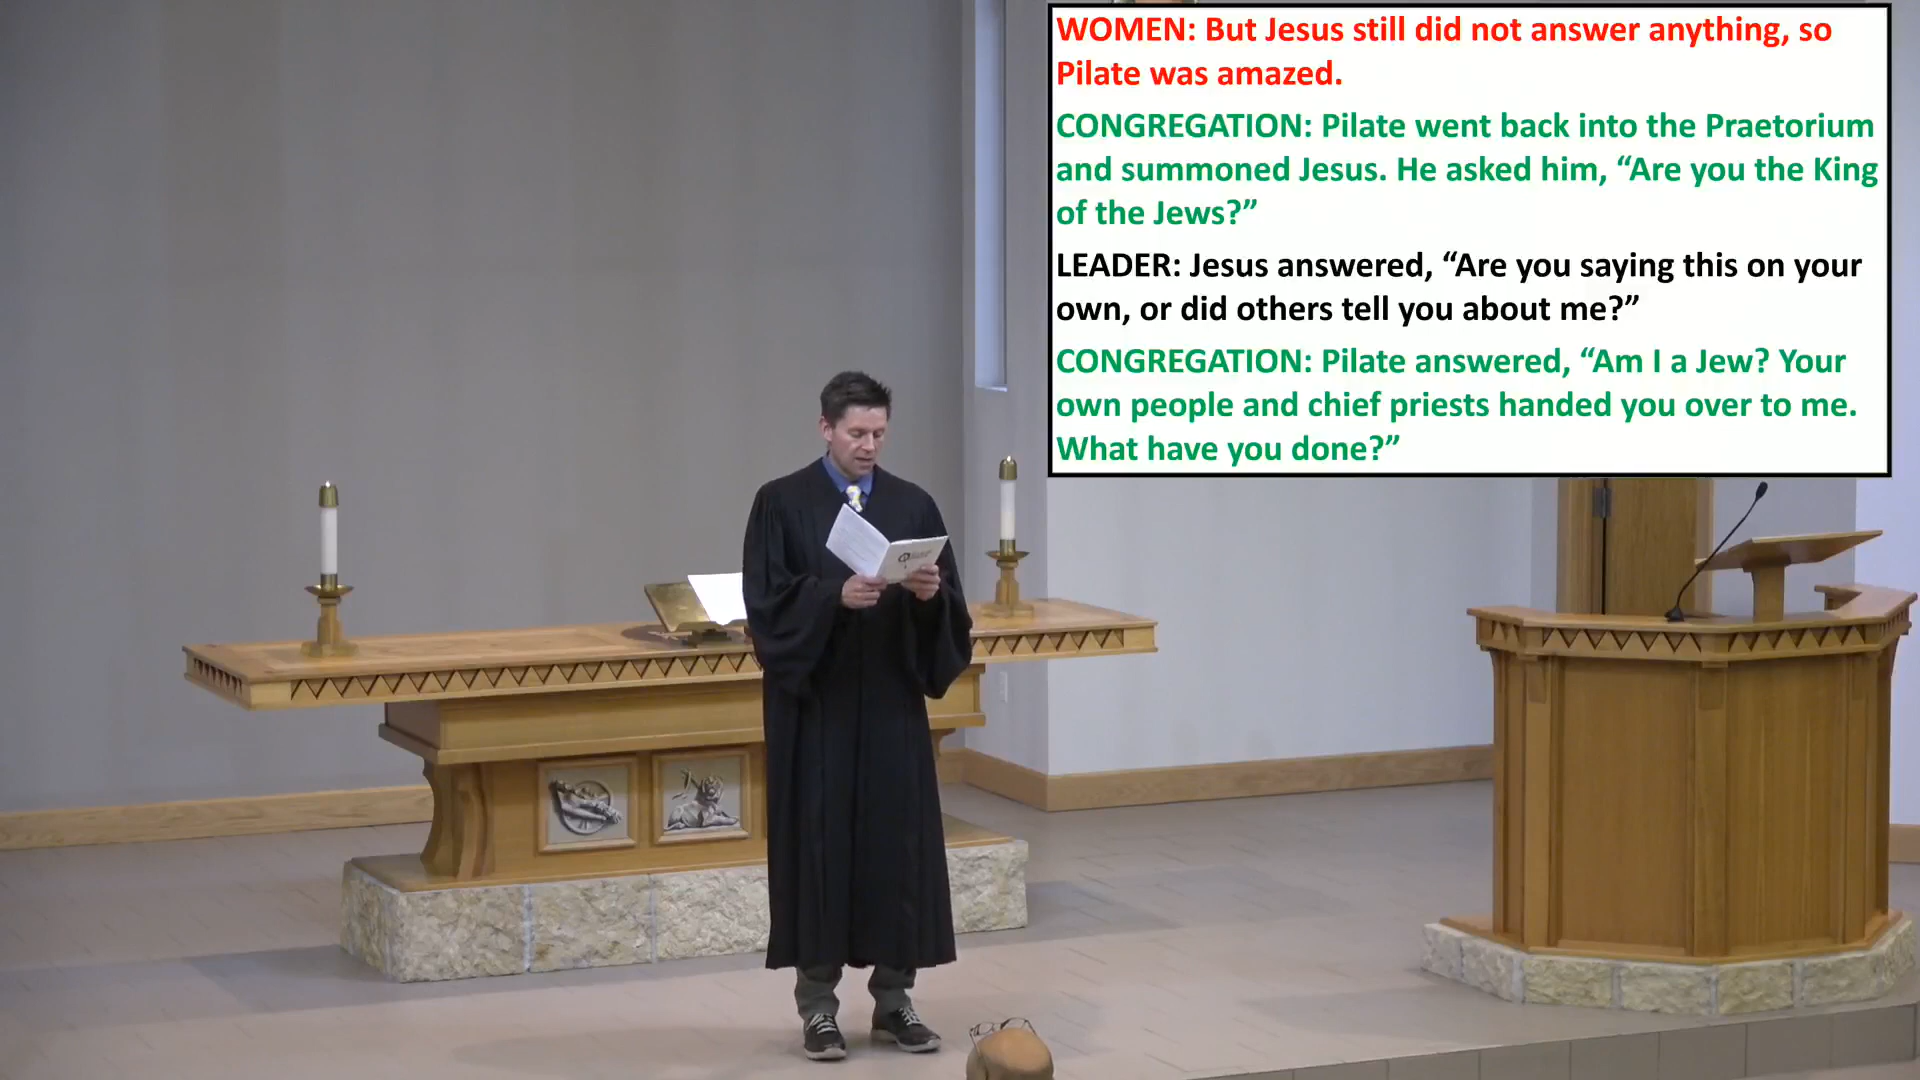 WOMEN: But Jesus still did not answer anything, so
Pilate was amazed.
CONGREGATION: Pilate went back into the Praetorium
and summoned Jesus. He asked him, “Are you the King
of the Jews?”
LEADER: Jesus answered, “Are you saying this on your
own, or did others tell you about me?”
CONGREGATION: Pilate answered, “Am I a Jew? Your
own people and chief priests handed you over to me.
What have you done?”